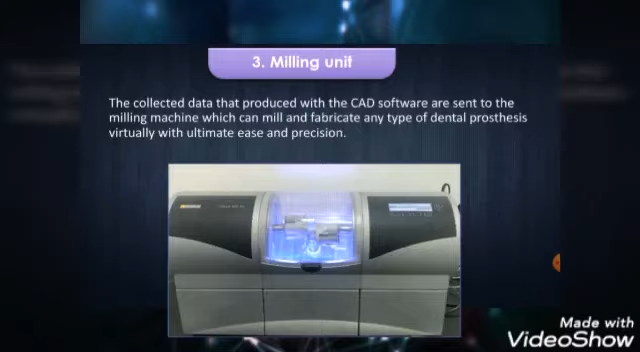 3. Milling unit
The collected data that produced with the CAD software are sent to the
milling machine which can mill and fabricate any type of dental prosthesis
virtually with ultimate ease and precision.
Made with
VideoShow